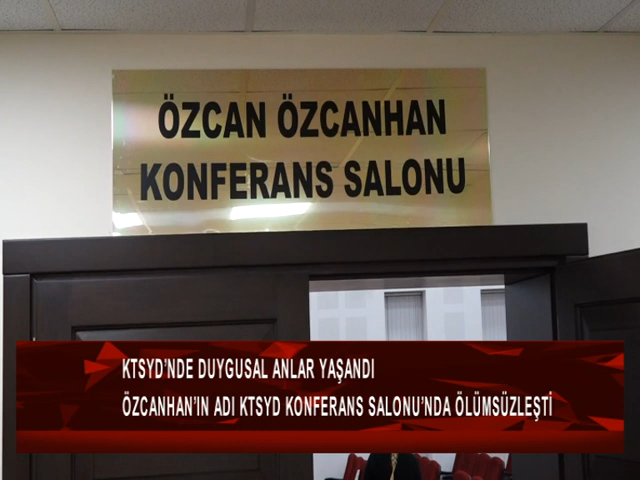 ÖZCAN ÖZCANHAN
KONFERANS SALONU
KTSYD'NDE DUYGUSAL ANLAR YAŞANDI
ÖZCANHAN'IN ADI KTSYD KONFERANS SALONU'NDA ÖLÜMSÜZLEŞTİ